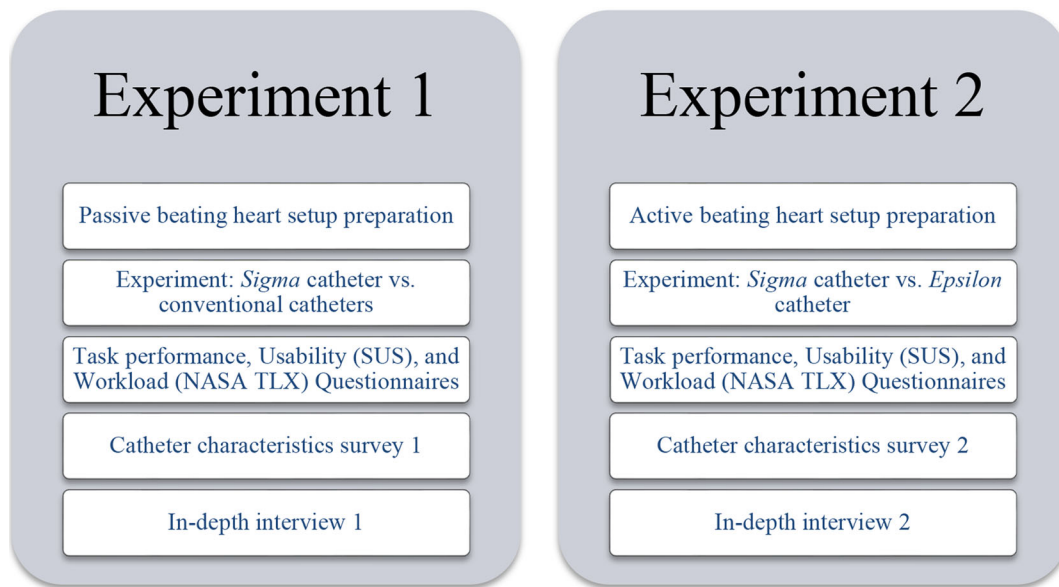 Experiment 1
Passive beating heart setup preparation
Experiment: Sigma catheter vs.
conventional catheters
Task performance, Usability (SUS), and
Workload (NASA TLX) Questionnaires
Catheter characteristics survey 1
In-depth interview 1
Experiment 2
Active beating heart setup preparation
Experiment: Sigma catheter vs. Epsilon
catheter
Task performance, Usability (SUS), and
Workload (NASA TLX) Questionnaires
Catheter characteristics survey 2
In-depth interview 2